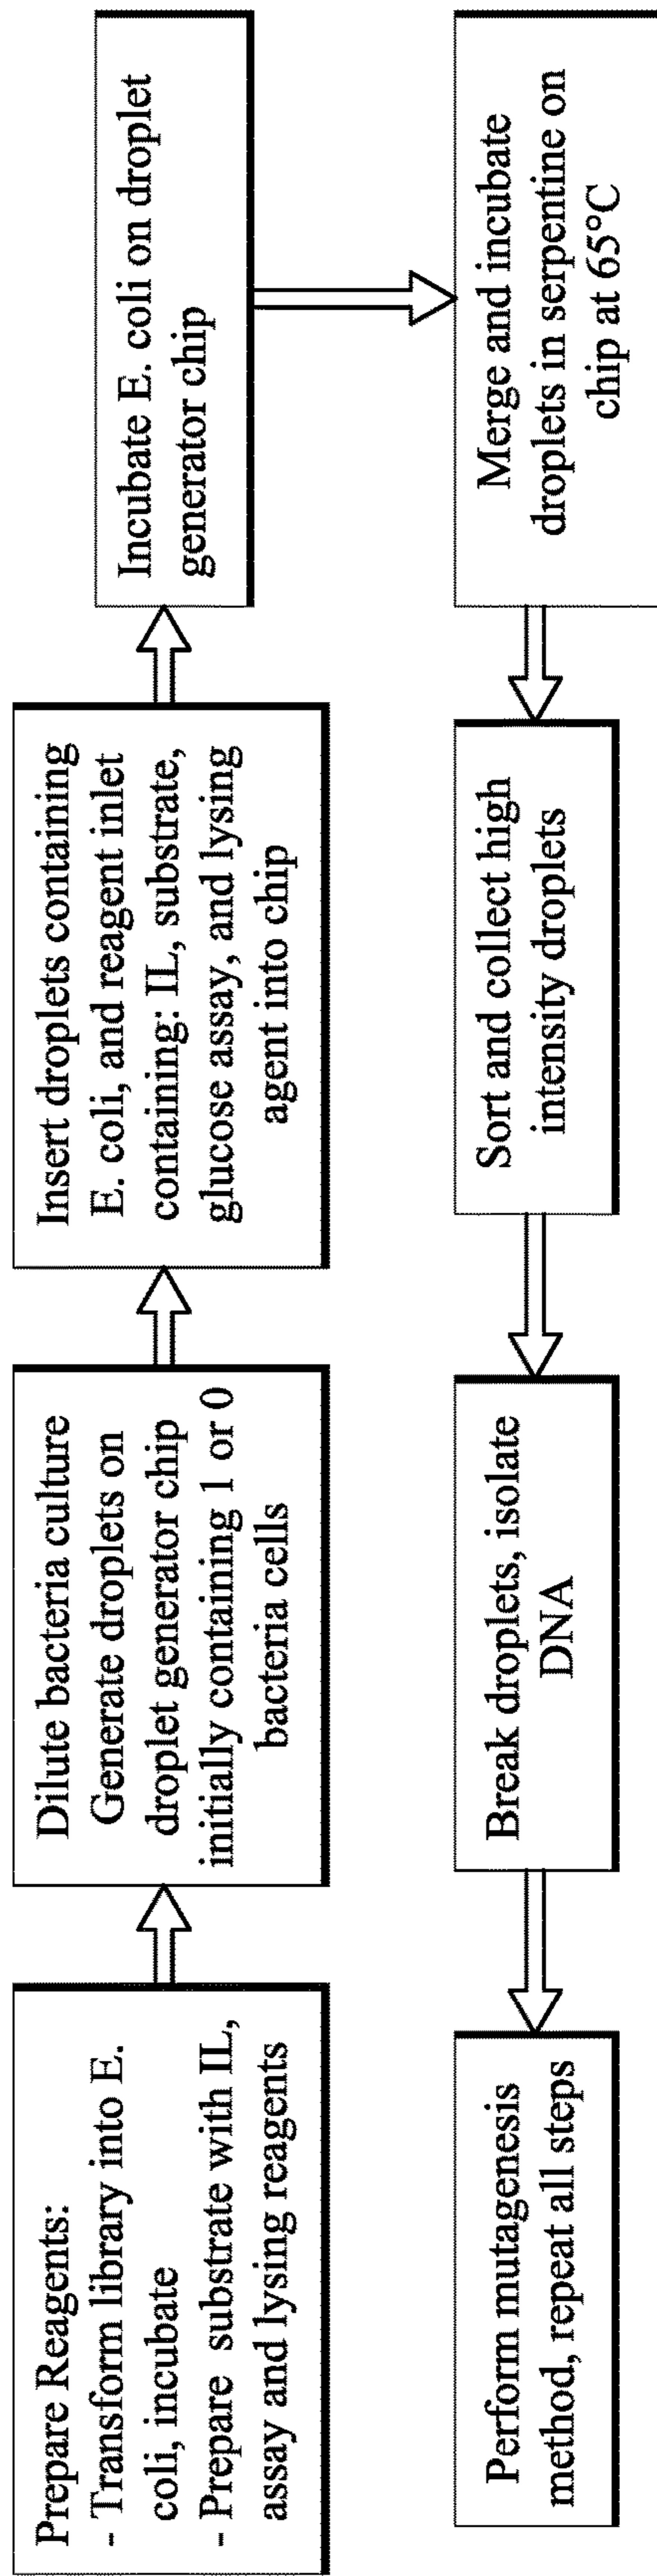 Prepare Reagents:
- Transform library into E.
coli, incubate
- Prepare substrate with IL,
assay and lysing reagents
Dilute bacteria culture
Generate droplets on
droplet generator chip
initially containing 1 or 0
bacteria cells
Insert droplets containing
E. coli, and reagent inlet
containing: IL, substrate,
glucose assay, and lysing
agent into chip
Incubate E. coli on droplet
generator chip
Merge and incubate
droplets in serpentine on
chip at 65°C
Sort and collect high
intensity droplets
Break droplets, isolate
DNA
Perform mutagenesis
method, repeat all steps